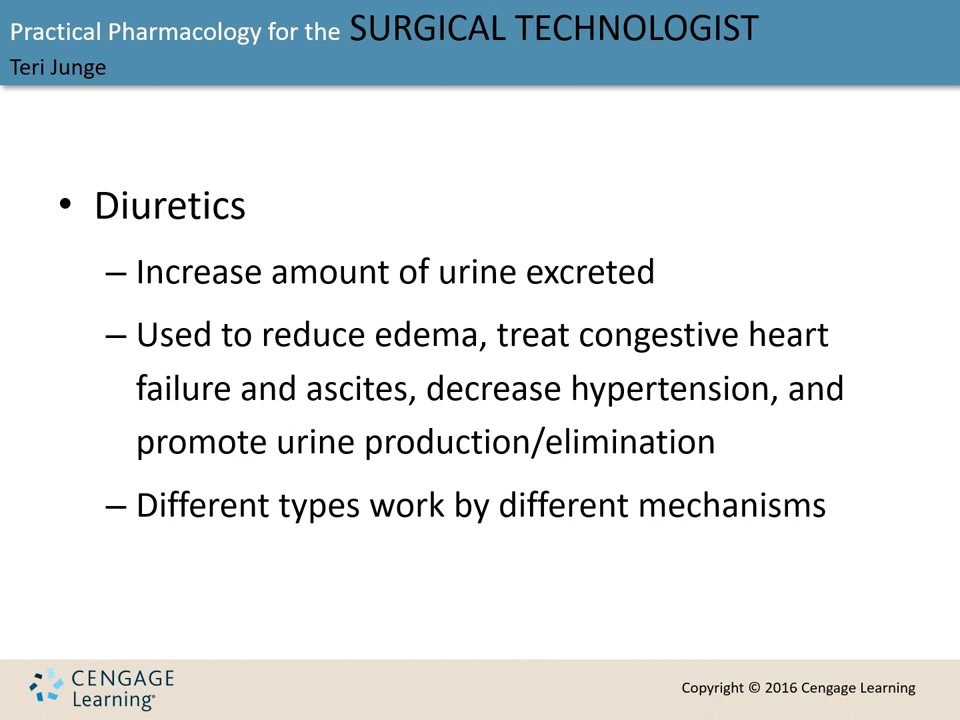 Practical Pharmacology for the SURGICAL TECHNOLOGIST
Teri Junge
• Diuretics
– Increase amount of urine excreted
– Used to reduce edema, treat congestive heart
failure and ascites, decrease hypertension, and
promote urine production/elimination
– Different types work by different mechanisms
CENGAGE
Learning®
Copyright © 2016 Cengage Learning